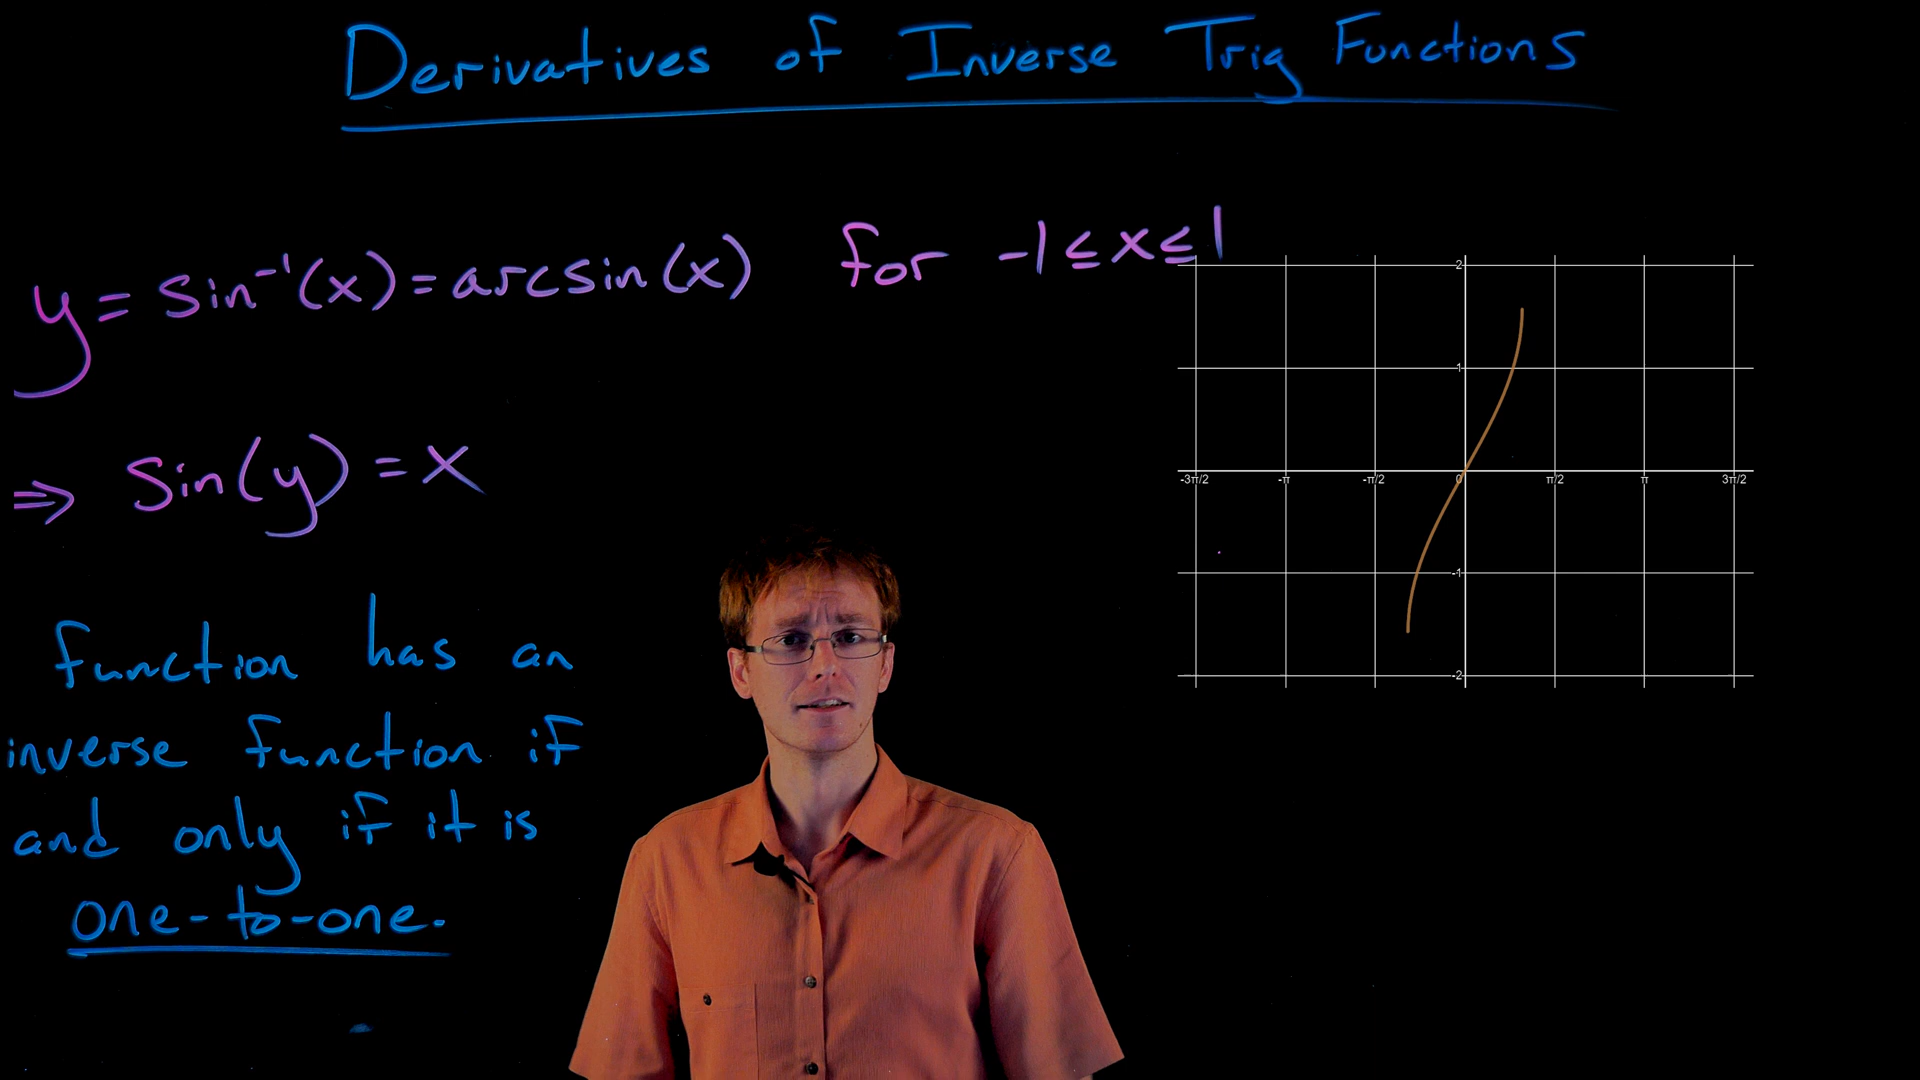 Derivatives of Inverse Trig Functions
y = sin⁻¹(x) = arcsin(x) for -1 ≤ x ≤ 1
⇒ sin(y) = x
function has an
inverse function if
and only if it is
one-to-one.
2
1
-3π/2 -π -π/2 0 π/2 π 3π/2
-1
-2